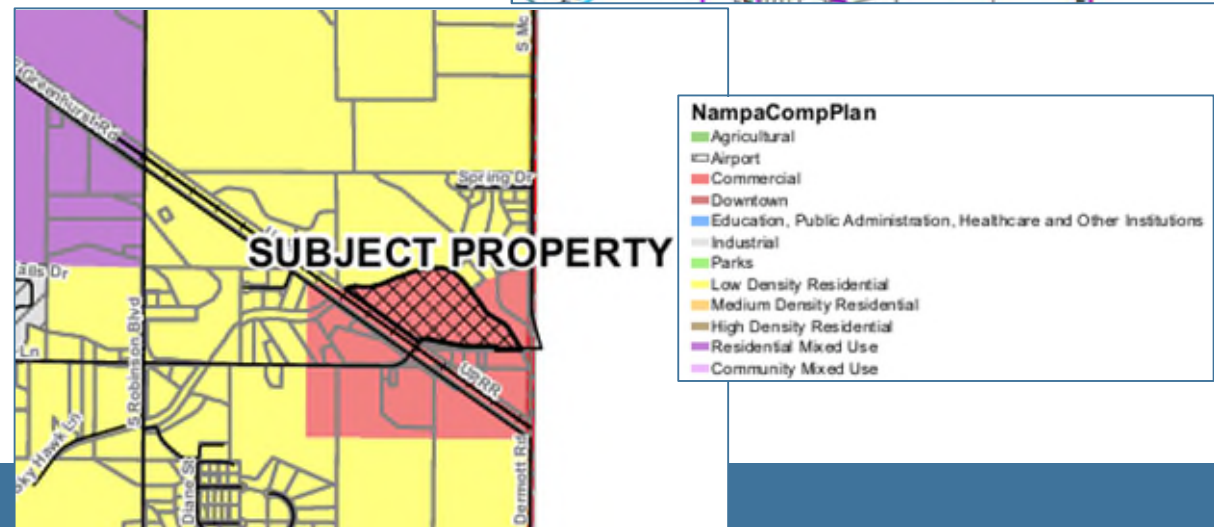 S Mc
Greenhurst Rd
Spring Dr
SUBJECT PROPERTY
alls Dr
S Robinson Blvd
Ln
UPRR
Sky Hawk Ln
Diane St
Dermott Rd
NampaCompPlan
Agricultural
Airport
Commercial
Downtown
Education, Public Administration, Healthcare and Other Institutions
Industrial
Parks
Low Density Residential
Medium Density Residential
High Density Residential
Residential Mixed Use
Community Mixed Use